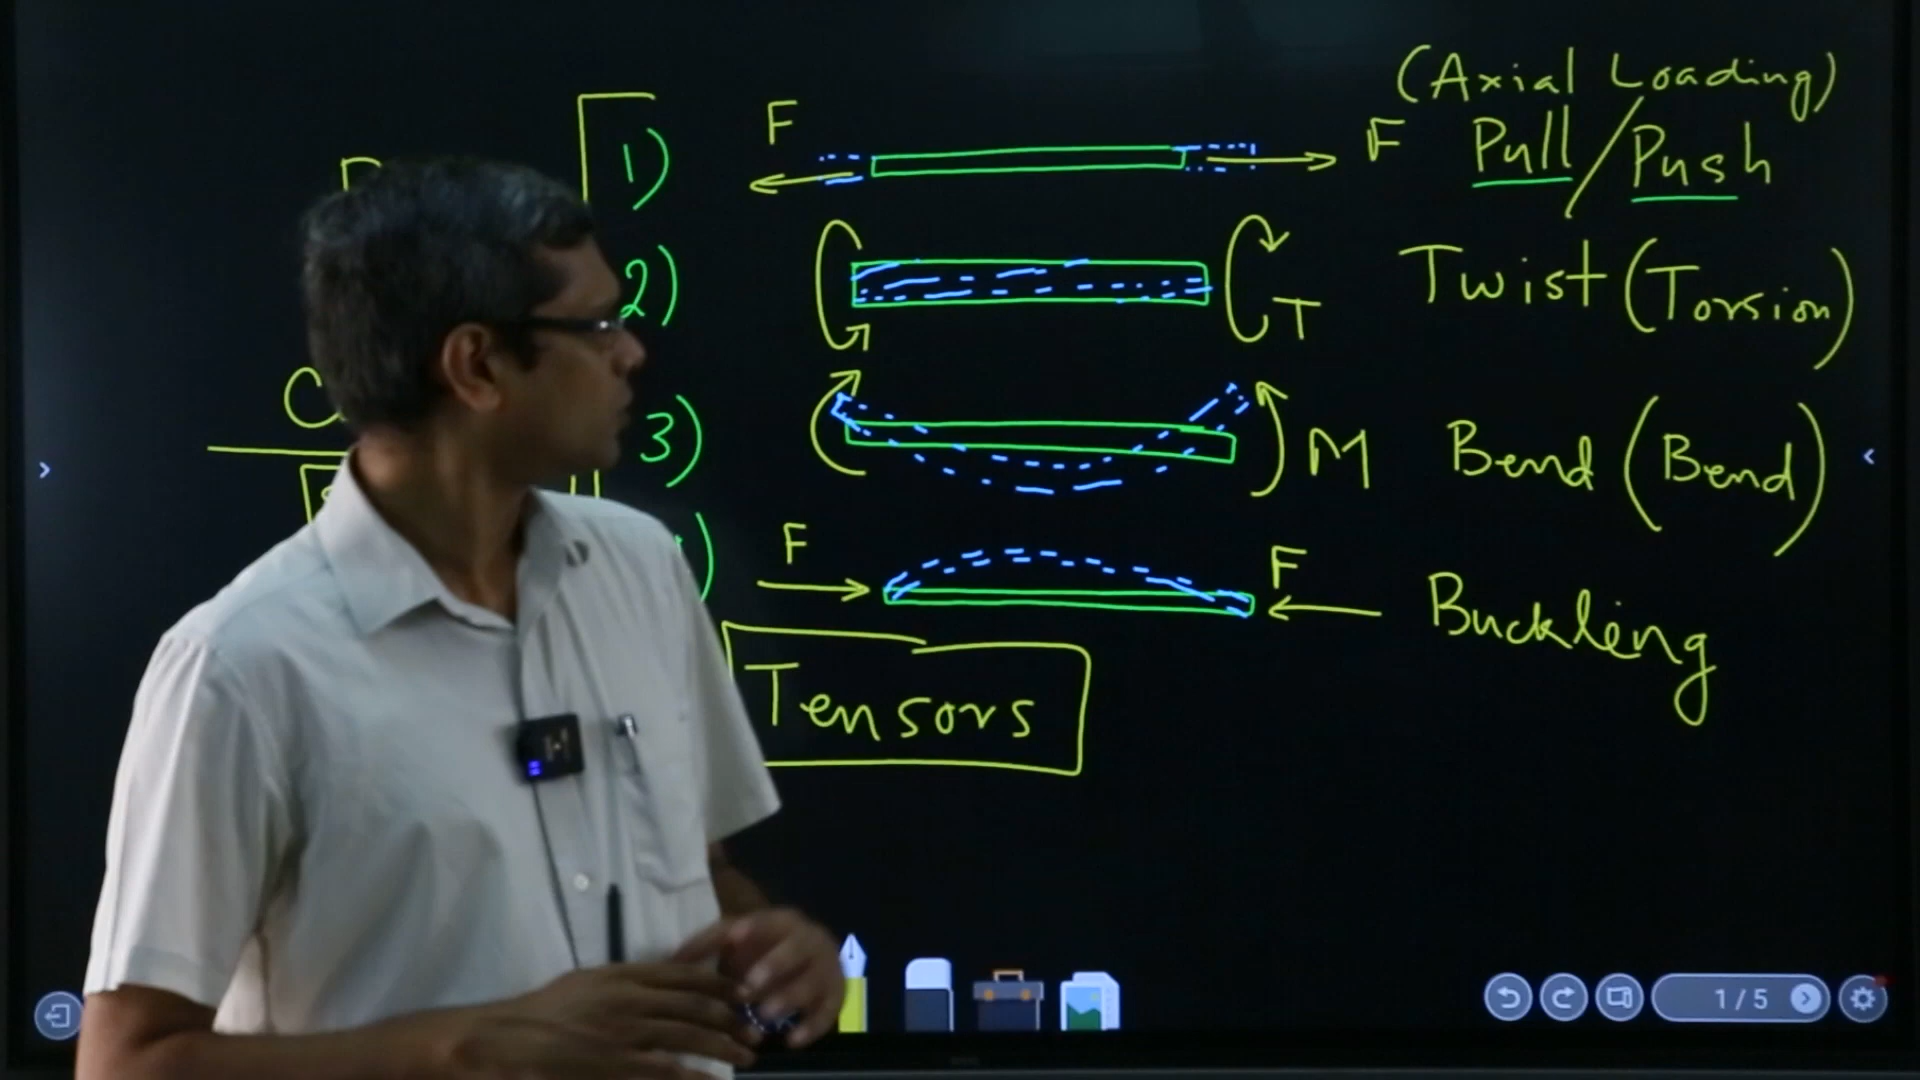 (Axial Loading)
1) F F Pull / Push
2) T Twist (Torsion)
3) M Bend (Bend)
F F Buckling
Tensors
1 / 5